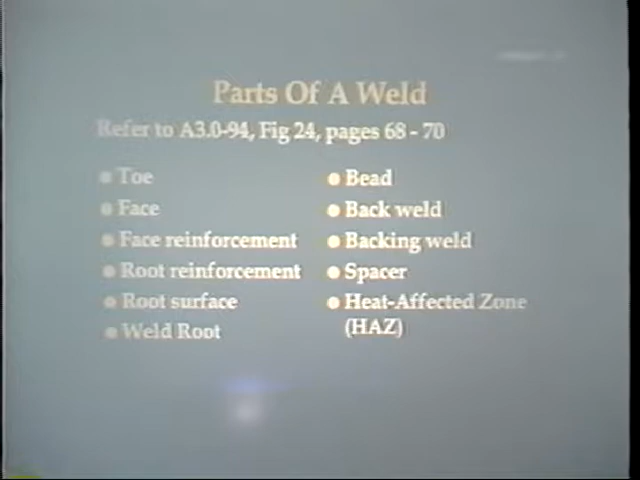 Parts Of A Weld
Refer to A3.0-94, Fig 24, pages 68 - 70
Toe
Face
Face reinforcement
Root reinforcement
Root surface
Weld Root
Bead
Back weld
Backing weld
Spacer
Heat-Affected Zone
(HAZ)